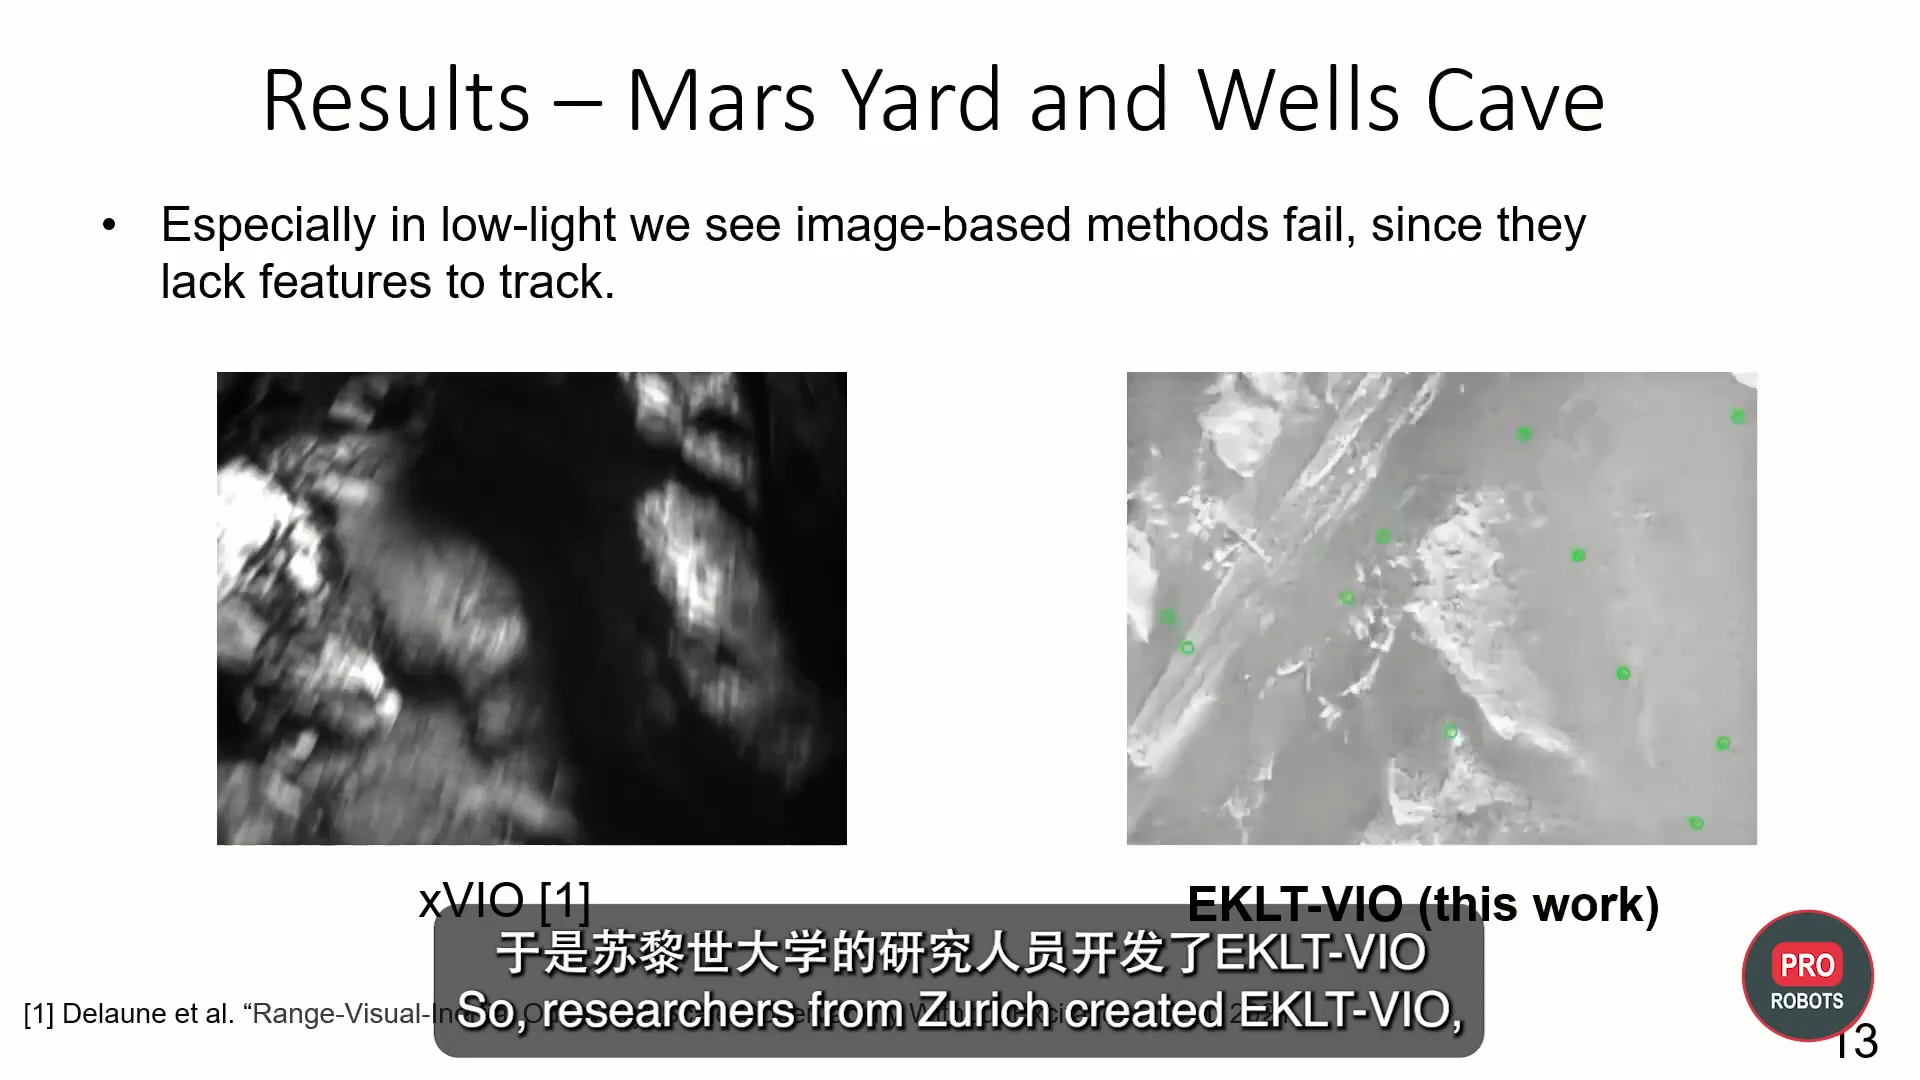 Results – Mars Yard and Wells Cave
• Especially in low-light we see image-based methods fail, since they
lack features to track.
xVIO [1]
EKLT-VIO (this work)
于是苏黎世大学的研究人员开发了EKLT-VIO
So, researchers from Zurich created EKLT-VIO,
[1] Delaune et al. “Range-Visual-
PRO
ROBOTS
13